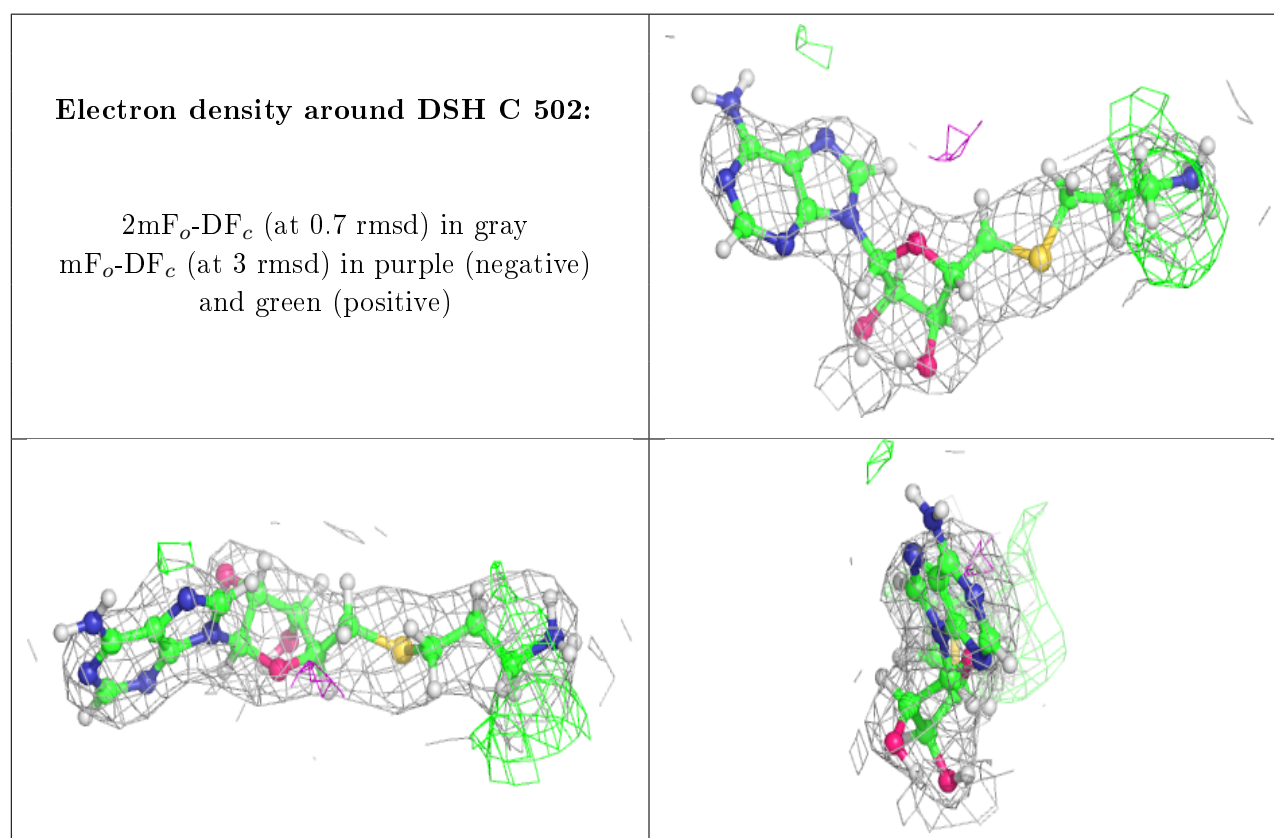 Electron density around DSH C 502:
2mFₒ-DF𝒸 (at 0.7 rmsd) in gray
mFₒ-DF𝒸 (at 3 rmsd) in purple (negative)
and green (positive)